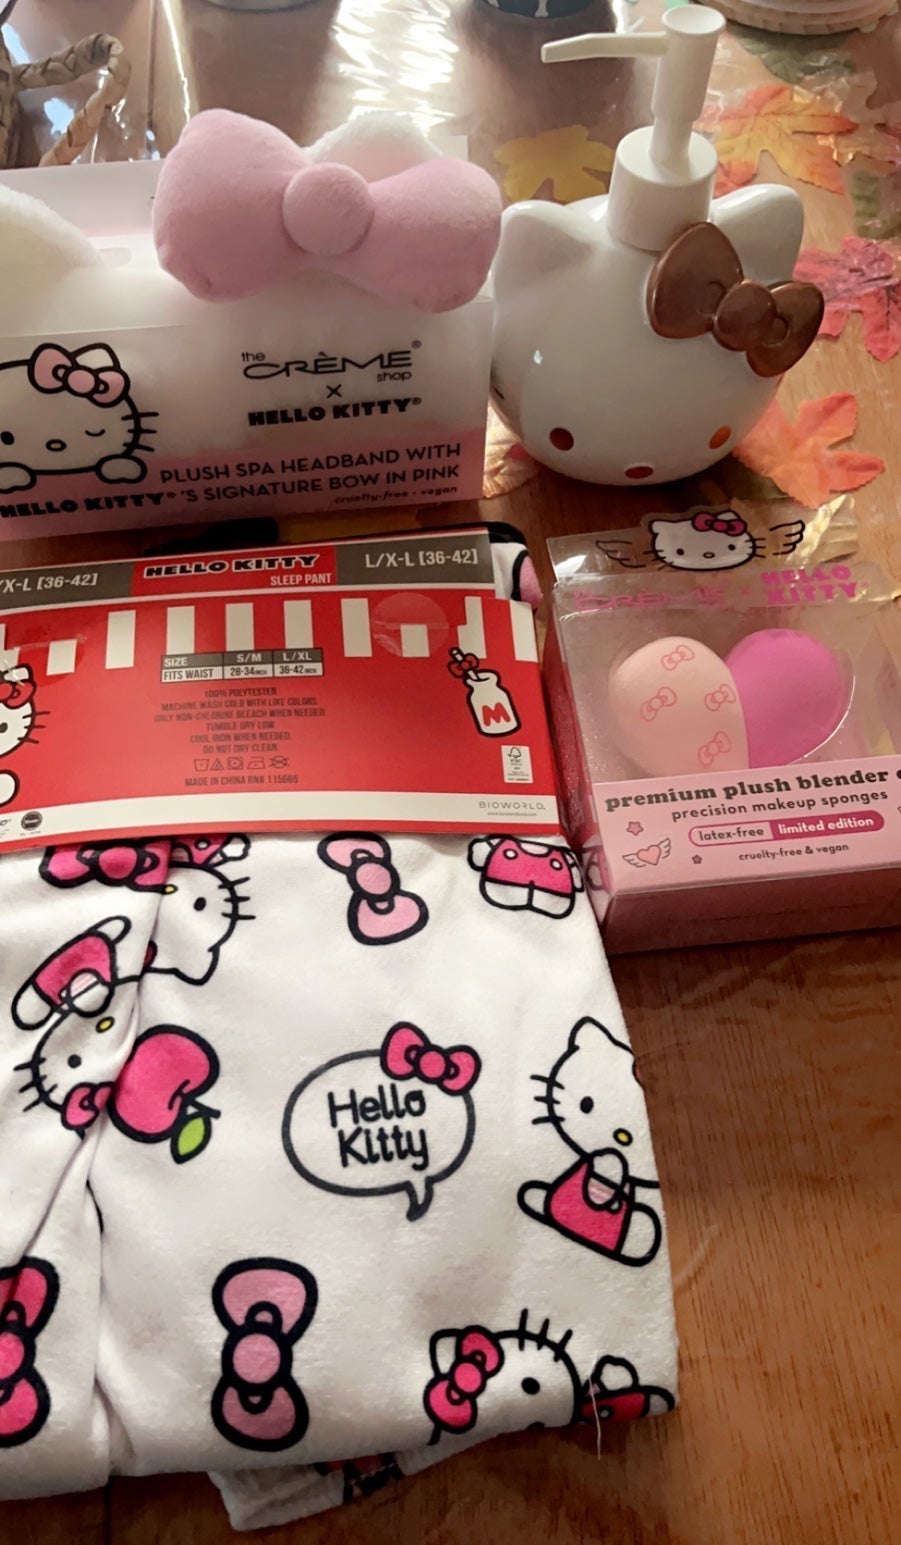 the
CRÈME®
shop
X
HELLO KITTY®
PLUSH SPA HEADBAND WITH
HELLO KITTY®'S SIGNATURE BOW IN PINK
cruelty-free • vegan
/X-L [36-42]
HELLO KITTY
SLEEP PANT
L/X-L [36-42]
SIZE S/M L/XL
FITS WAIST 28-34INCH 36-42INCH
100% POLYTESTER
MACHINE WASH COLD WITH LIKE COLORS.
ONLY NON-CHLORINE BLEACH WHEN NEEDED.
TUMBLE DRY LOW.
COOL IRON WHEN NEEDED.
DO NOT DRY CLEAN.
MADE IN CHINA RN# 115665
M
BIOWORLD.
CRÈME x HELLO
KITTY
premium plush blender
precision makeup sponges
latex-free limited edition
cruelty-free & vegan
Hello
Kitty